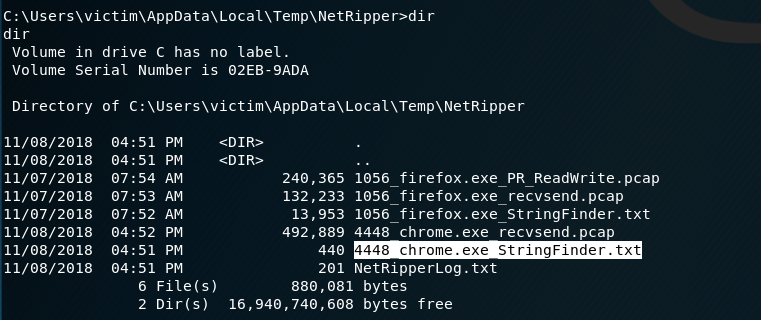 C:\Users\victim\AppData\Local\Temp\NetRipper>dir
dir
 Volume in drive C has no label.
 Volume Serial Number is 02EB-9ADA

 Directory of C:\Users\victim\AppData\Local\Temp\NetRipper

11/08/2018  04:51 PM    <DIR>          .
11/08/2018  04:51 PM    <DIR>          ..
11/07/2018  07:54 AM           240,365 1056_firefox.exe_PR_ReadWrite.pcap
11/07/2018  07:53 AM           132,233 1056_firefox.exe_recvsend.pcap
11/07/2018  07:52 AM            13,953 1056_firefox.exe_StringFinder.txt
11/08/2018  04:52 PM           492,889 4448_chrome.exe_recvsend.pcap
11/08/2018  04:51 PM               440 4448_chrome.exe_StringFinder.txt
11/08/2018  04:51 PM               201 NetRipperLog.txt
               6 File(s)        880,081 bytes
               2 Dir(s)  16,940,740,608 bytes free